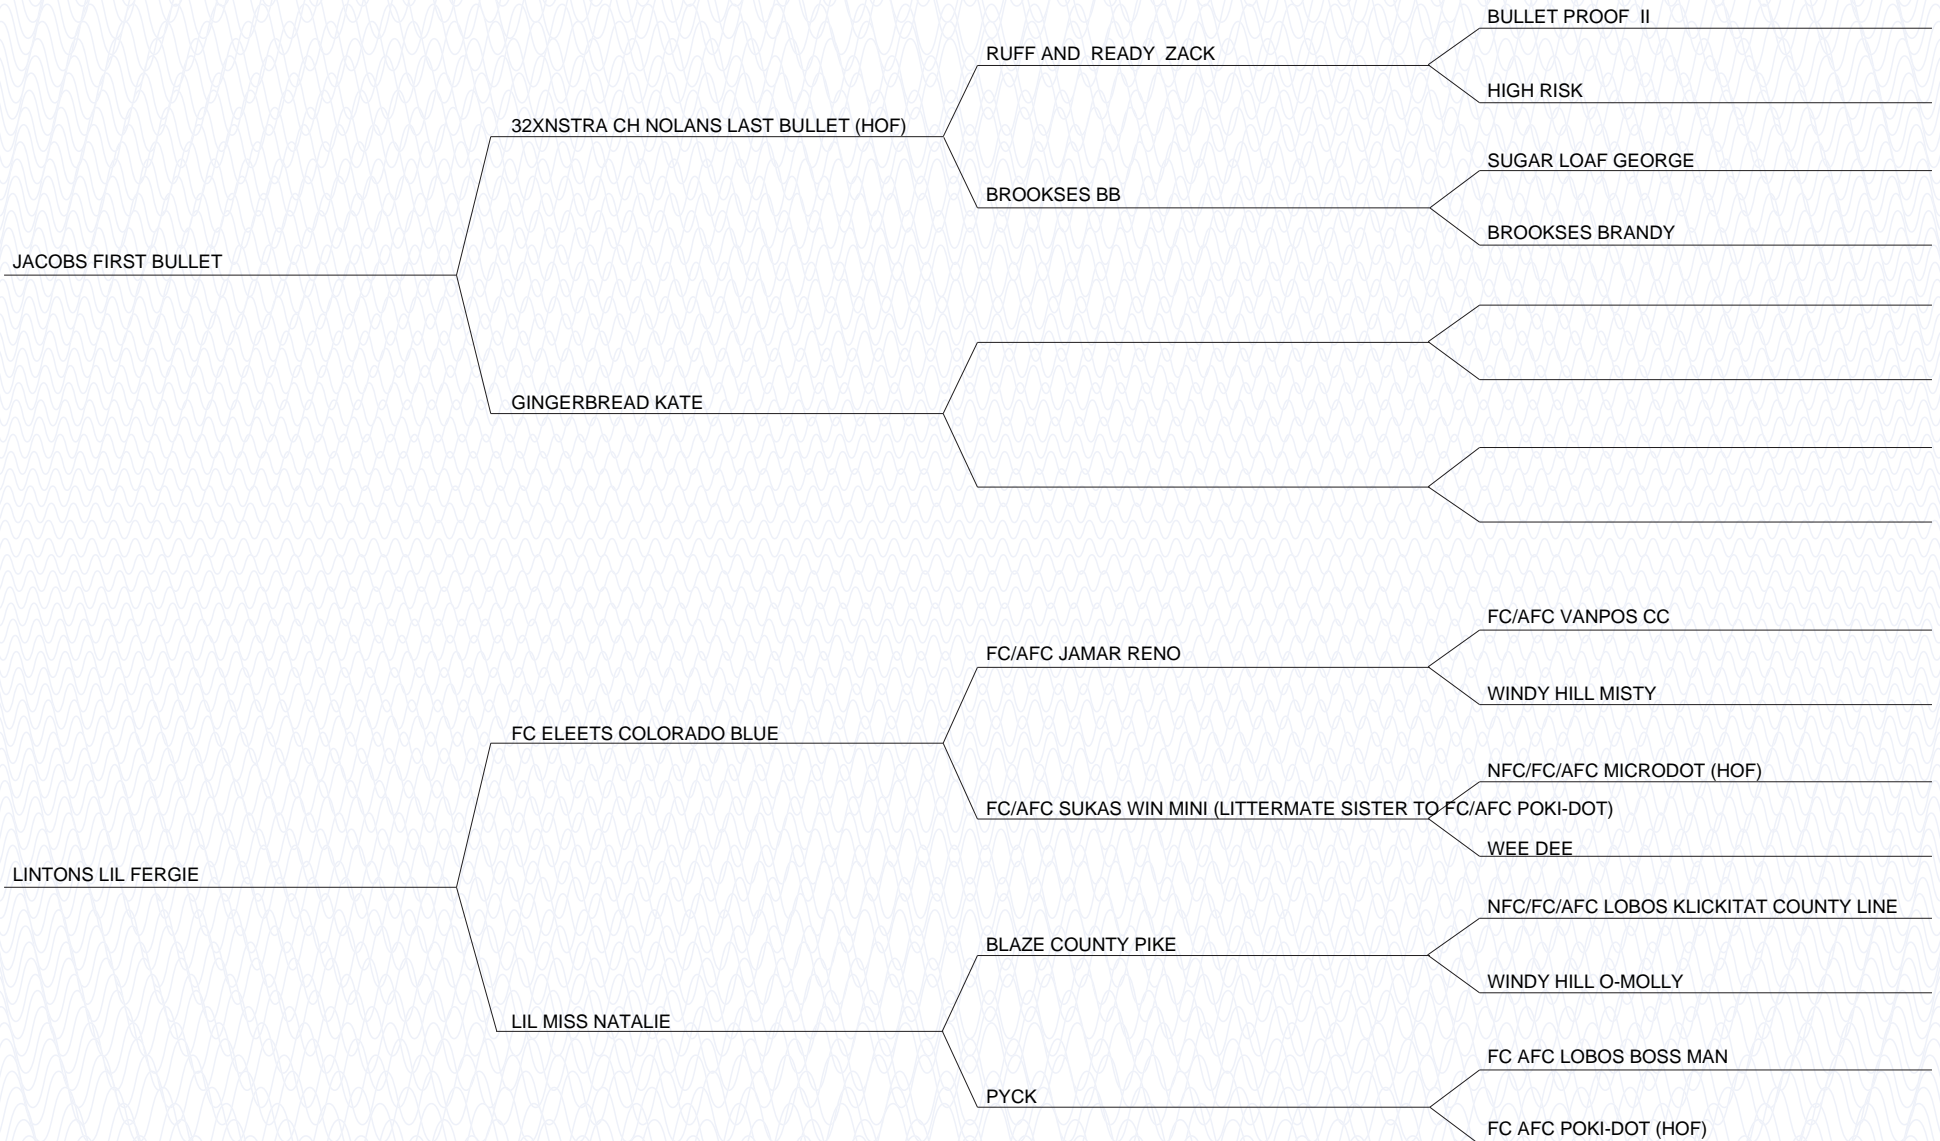 BULLET PROOF  II
RUFF AND  READY  ZACK
HIGH RISK
32XNSTRA CH NOLANS LAST BULLET (HOF)
SUGAR LOAF GEORGE
BROOKSES BB
BROOKSES BRANDY
JACOBS FIRST BULLET
GINGERBREAD KATE
FC/AFC VANPOS CC
FC/AFC JAMAR RENO
WINDY HILL MISTY
FC ELEETS COLORADO BLUE
NFC/FC/AFC MICRODOT (HOF)
FC/AFC SUKAS WIN MINI (LITTERMATE SISTER TO FC/AFC POKI-DOT)
WEE DEE
LINTONS LIL FERGIE
NFC/FC/AFC LOBOS KLICKITAT COUNTY LINE
BLAZE COUNTY PIKE
WINDY HILL O-MOLLY
LIL MISS NATALIE
FC AFC LOBOS BOSS MAN
PYCK
FC AFC POKI-DOT (HOF)